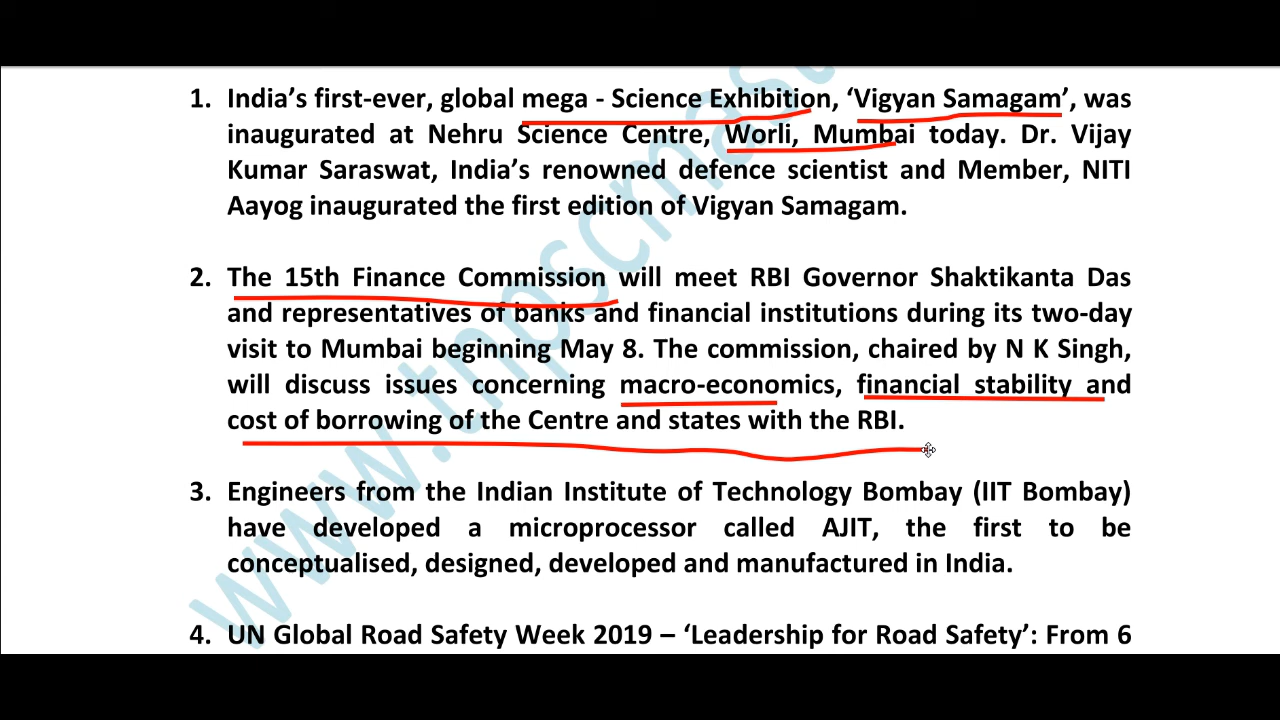 1. India's first-ever, global mega - Science Exhibition, ‘Vigyan Samagam’, was
inaugurated at Nehru Science Centre, Worli, Mumbai today. Dr. Vijay
Kumar Saraswat, India's renowned defence scientist and Member, NITI
Aayog inaugurated the first edition of Vigyan Samagam.
2. The 15th Finance Commission will meet RBI Governor Shaktikanta Das
and representatives of banks and financial institutions during its two-day
visit to Mumbai beginning May 8. The commission, chaired by N K Singh,
will discuss issues concerning macro-economics, financial stability and
cost of borrowing of the Centre and states with the RBI.
3. Engineers from the Indian Institute of Technology Bombay (IIT Bombay)
have developed a microprocessor called AJIT, the first to be
conceptualised, designed, developed and manufactured in India.
4. UN Global Road Safety Week 2019 – ‘Leadership for Road Safety’: From 6
www.tnpscmast